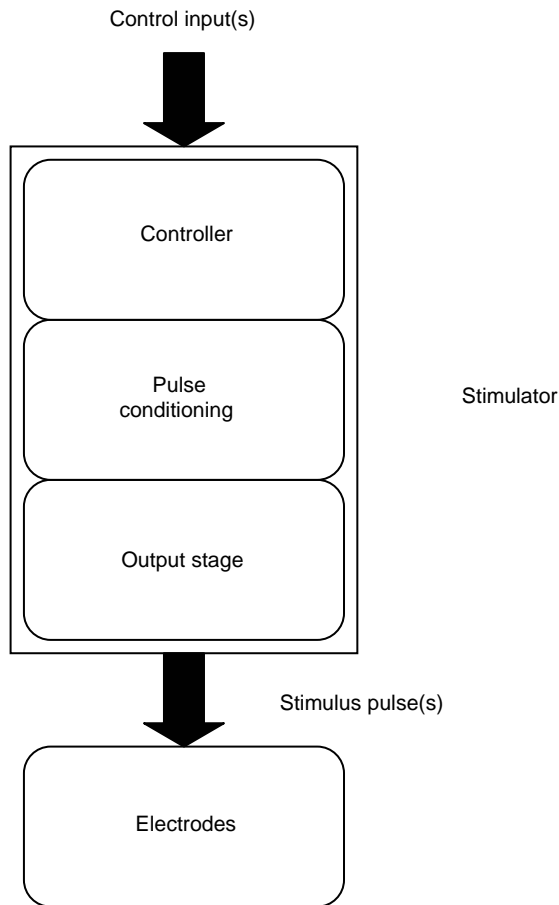 Control input(s)
Controller
Pulse
conditioning
Stimulator
Output stage
Stimulus pulse(s)
Electrodes